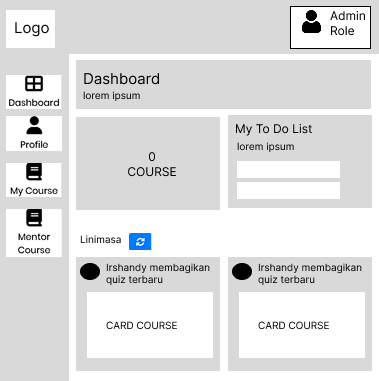 Logo
Admin
Role
Dashboard
Profile
My Course
Mentor
Course
Dashboard
lorem ipsum
0
COURSE
My To Do List
lorem ipsum
Linimasa
Irshandy membagikan
quiz terbaru
CARD COURSE
Irshandy membagikan
quiz terbaru
CARD COURSE